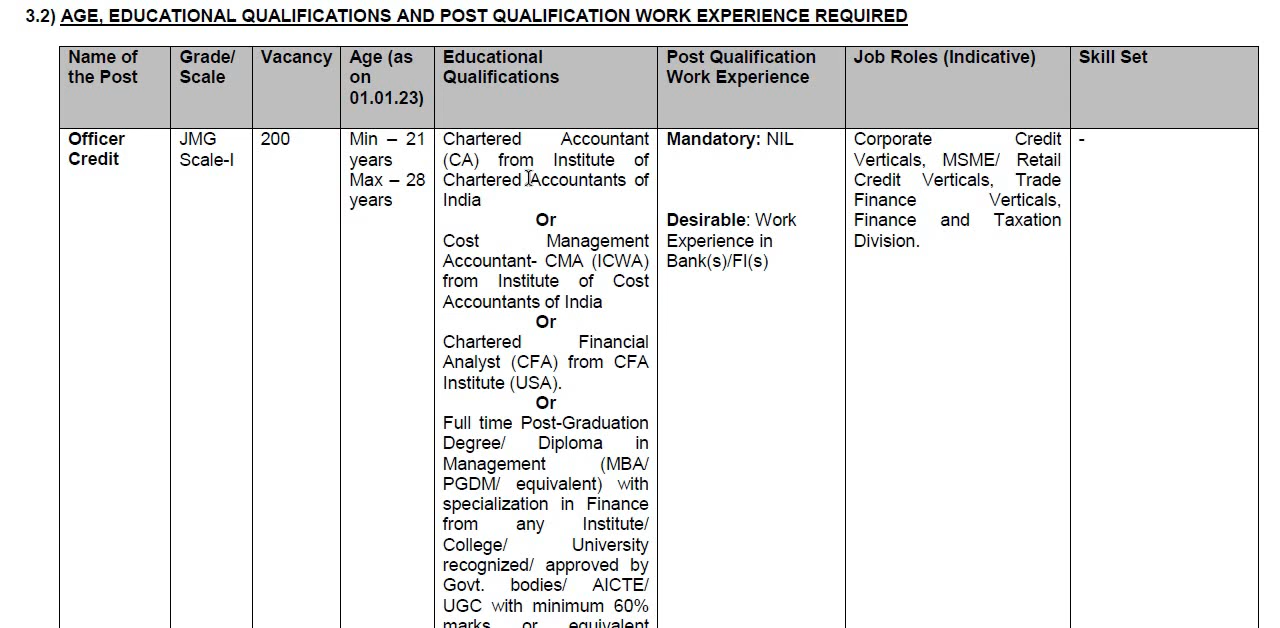 3.2) AGE, EDUCATIONAL QUALIFICATIONS AND POST QUALIFICATION WORK EXPERIENCE REQUIRED
Name of
the Post
Grade/
Scale
Vacancy
Age (as
on
01.01.23)
Educational
Qualifications
Post Qualification
Work Experience
Job Roles (Indicative)
Skill Set
Officer
Credit
JMG
Scale-I
200
Min – 21
years
Max – 28
years
Chartered Accountant
(CA) from Institute of
Chartered Accountants of
India
Or
Cost Management
Accountant- CMA (ICWA)
from Institute of Cost
Accountants of India
Or
Chartered Financial
Analyst (CFA) from CFA
Institute (USA).
Or
Full time Post-Graduation
Degree/ Diploma in
Management (MBA/
PGDM/ equivalent) with
specialization in Finance
from any Institute/
College/ University
recognized/ approved by
Govt. bodies/ AICTE/
UGC with minimum 60%
marks or equivalent
Mandatory: NIL
Desirable: Work
Experience in
Bank(s)/FI(s)
Corporate Credit
Verticals, MSME/ Retail
Credit Verticals, Trade
Finance Verticals,
Finance and Taxation
Division.
-